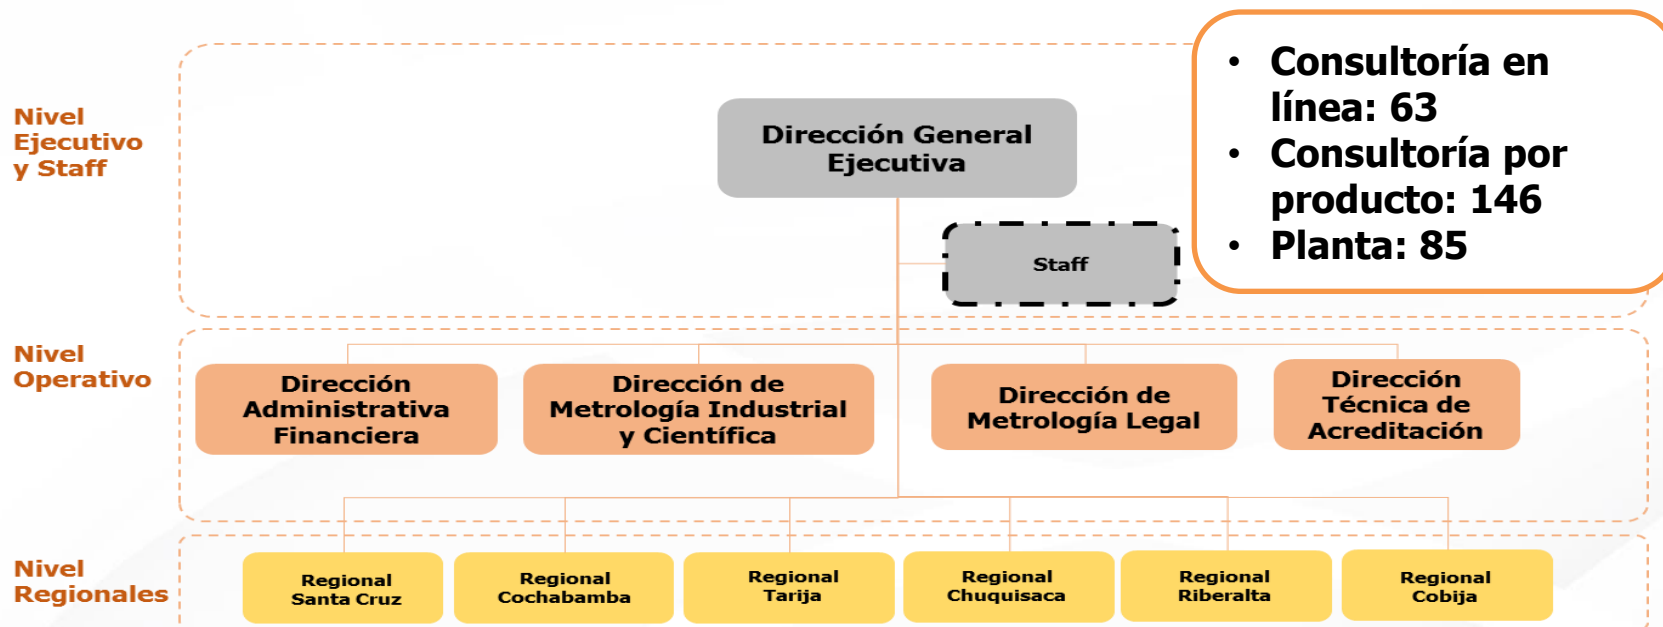 Nivel
Ejecutivo
y Staff
Dirección General
Ejecutiva
Staff
• Consultoría en
línea: 63
• Consultoría por
producto: 146
• Planta: 85
Nivel
Operativo
Dirección
Administrativa
Financiera
Dirección de
Metrología Industrial
y Científica
Dirección de
Metrología Legal
Dirección
Técnica de
Acreditación
Nivel
Regionales
Regional
Santa Cruz
Regional
Cochabamba
Regional
Tarija
Regional
Chuquisaca
Regional
Riberalta
Regional
Cobija